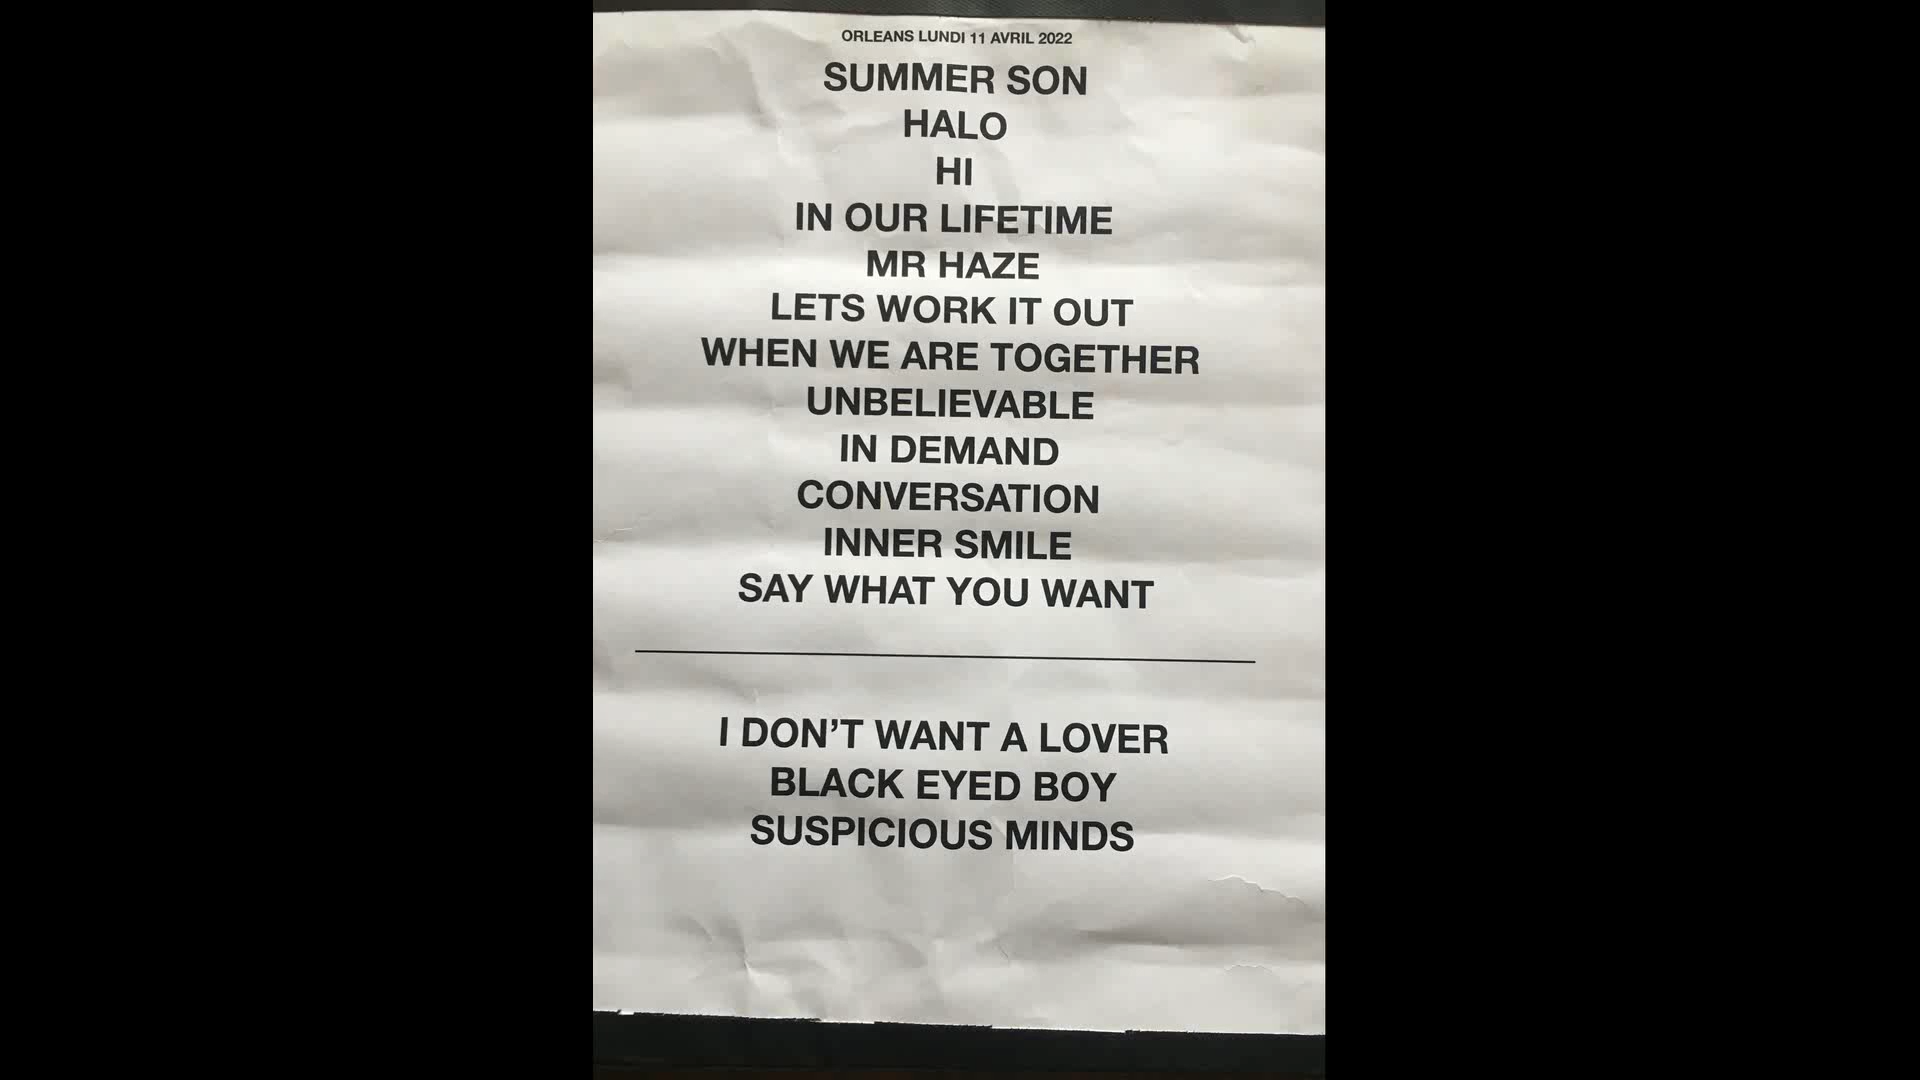 ORLEANS LUNDI 11 AVRIL 2022
SUMMER SON
HALO
HI
IN OUR LIFETIME
MR HAZE
LETS WORK IT OUT
WHEN WE ARE TOGETHER
UNBELIEVABLE
IN DEMAND
CONVERSATION
INNER SMILE
SAY WHAT YOU WANT
I DON’T WANT A LOVER
BLACK EYED BOY
SUSPICIOUS MINDS